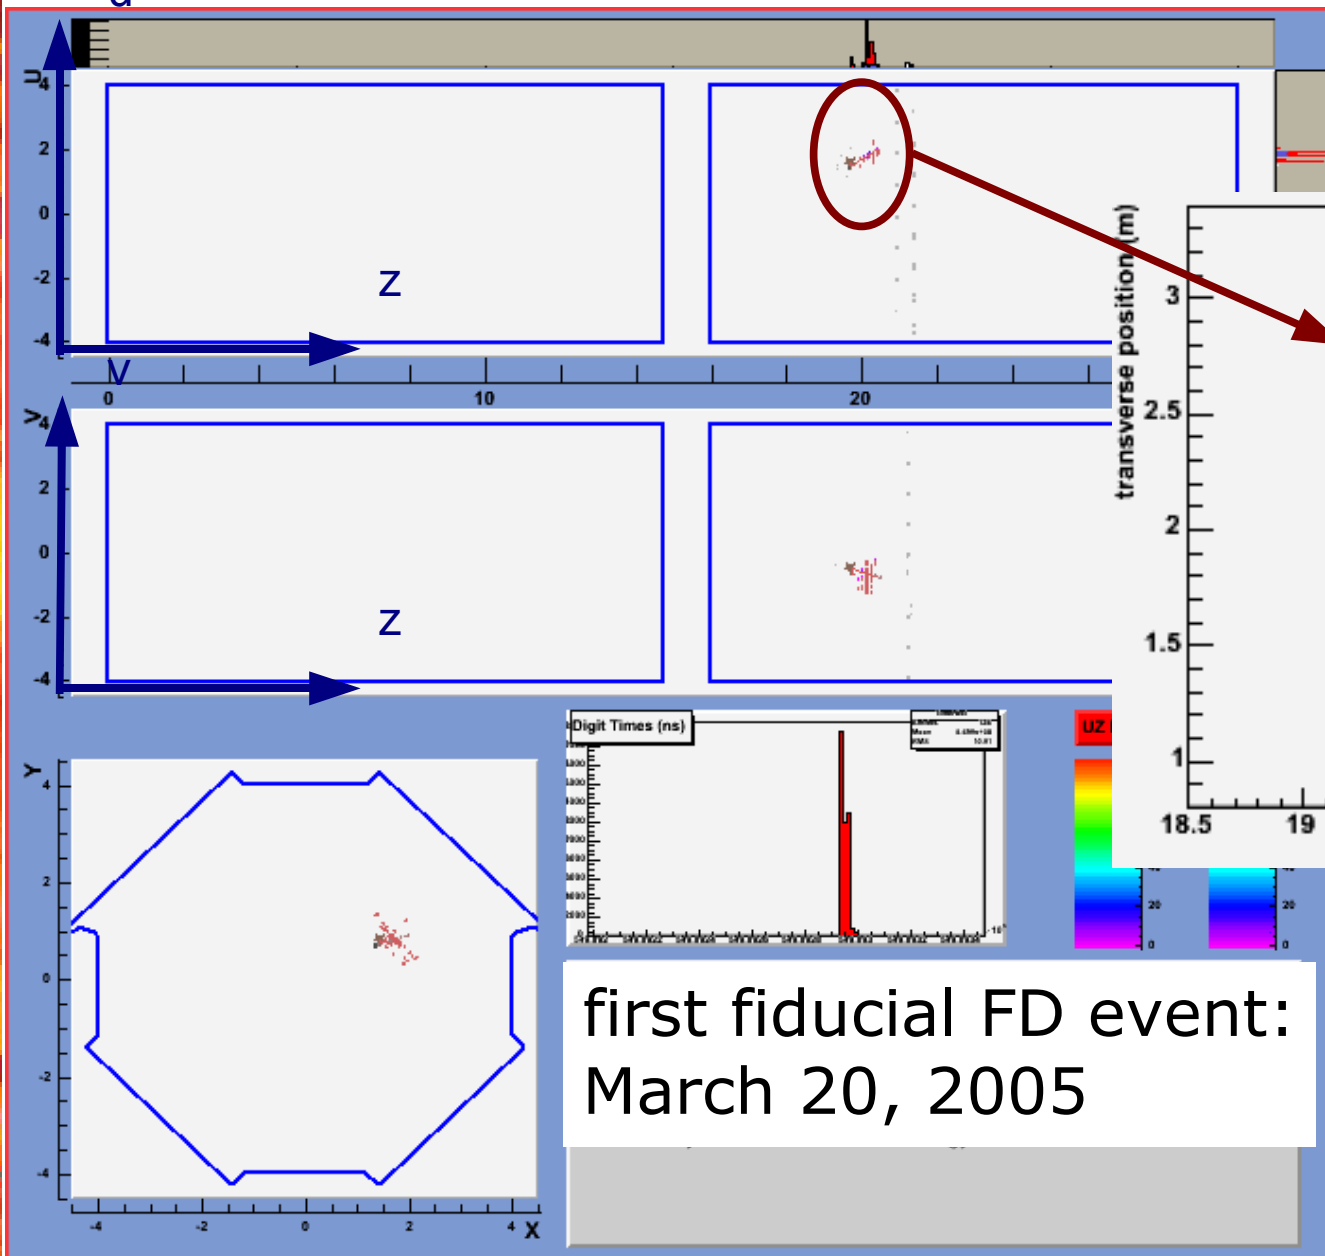 u
U
4
2
0
-2
-4
z
transverse position (m)
3
2.5
2
1.5
1
18.5 19
v
0 10 20
V
4
2
0
-2
-4
z
Digit Times (ns)
UZ
20 20
0 0
Y
4
2
0
-2
-4
-4 -2 0 2 4 X
first fiducial FD event:
March 20, 2005